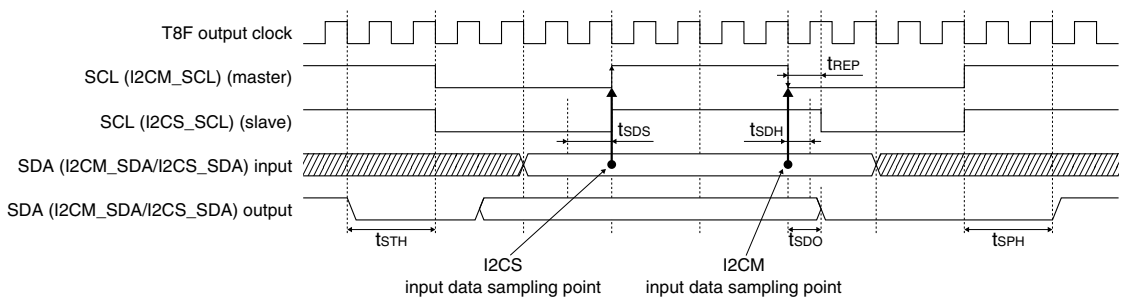 T8F output clock
SCL (I2CM_SCL) (master)
tREP
SCL (I2CS_SCL) (slave)
tSDS
tSDH
SDA (I2CM_SDA/I2CS_SDA) input
SDA (I2CM_SDA/I2CS_SDA) output
tSTH
tSDO
tSPH
I2CS
input data sampling point
I2CM
input data sampling point